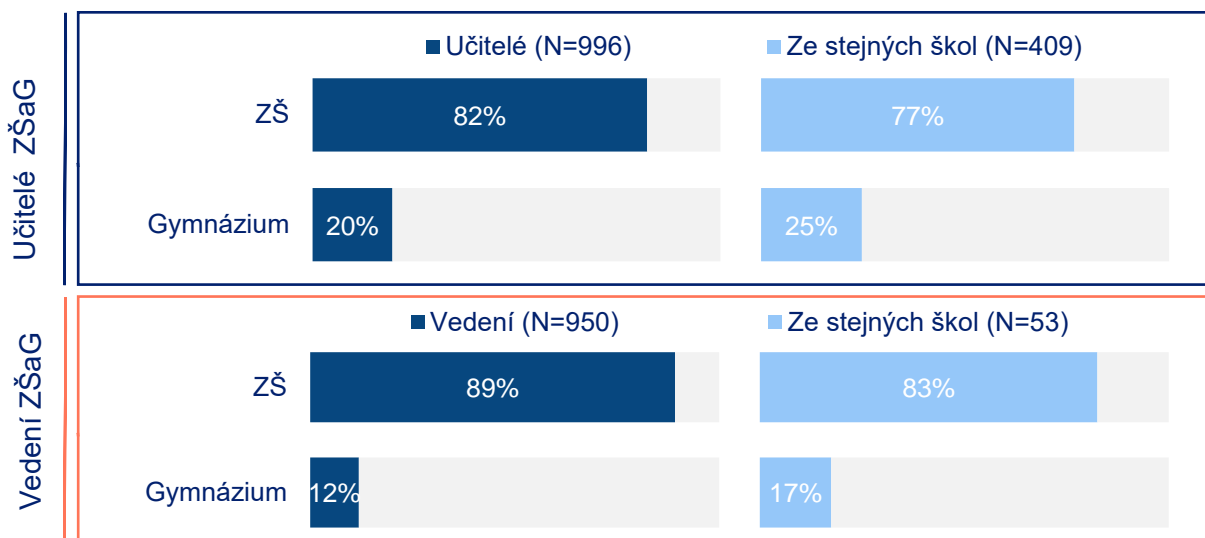 Učitelé ZŠaG
Učitelé (N=996)
Ze stejných škol (N=409)
ZŠ
82%
77%
Gymnázium
20%
25%
Vedení ZŠaG
Vedení (N=950)
Ze stejných škol (N=53)
ZŠ
89%
83%
Gymnázium
12%
17%